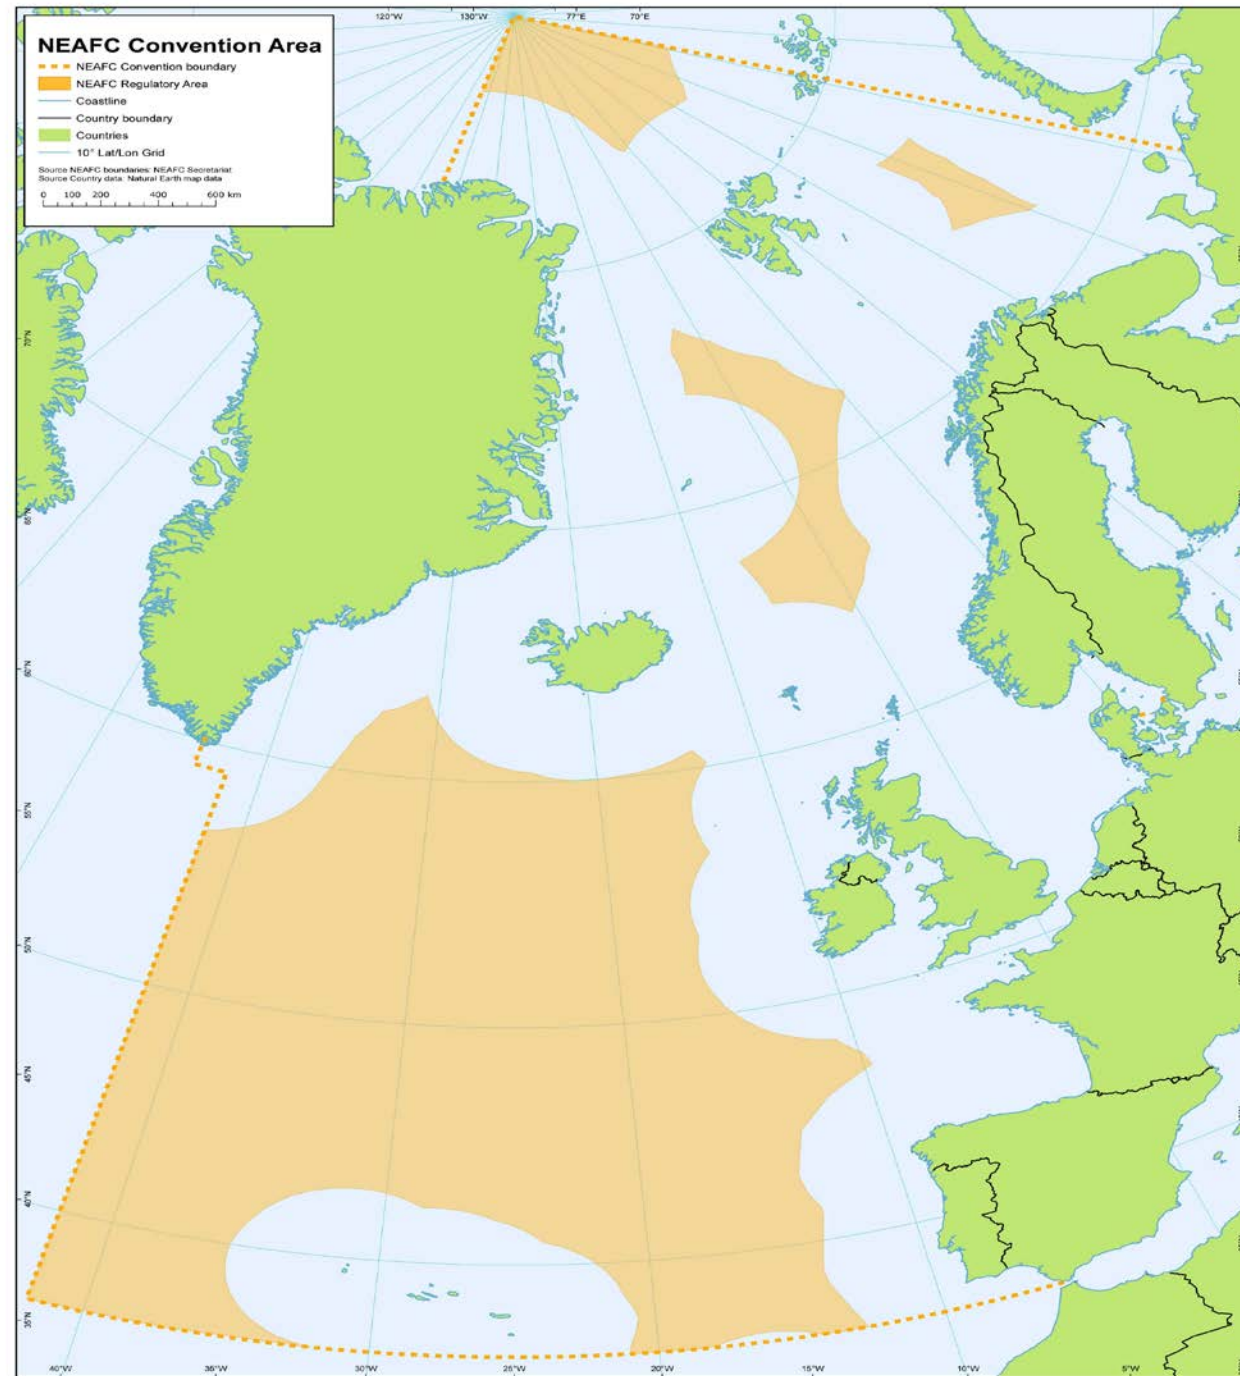 120°W 130°W 77°E 79°E
NEAFC Convention Area
NEAFC Convention boundary
NEAFC Regulatory Area
Coastline
Country boundary
Countries
10° Lat/Lon Grid
Source NEAFC boundaries: NEAFC Secretariat
Source Country data: Natural Earth map data
0 100 200 400 600 km
70°N
65°N
60°N
55°N
50°N
45°N
40°N
35°N
40°W 35°W 30°W 25°W 20°W 15°W 10°W 5°W